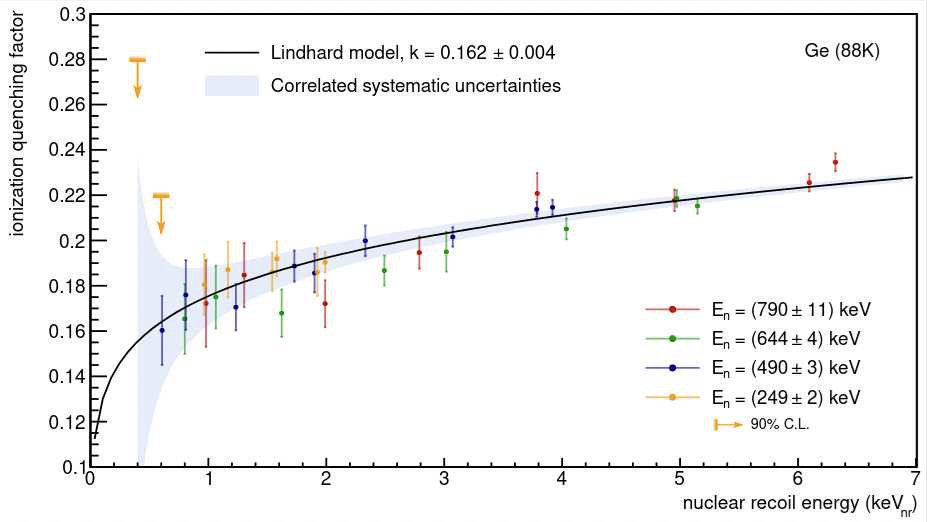 ionization quenching factor
0.3
0.28
0.26
0.24
0.22
0.2
0.18
0.16
0.14
0.12
0.1
Lindhard model, k = 0.162 ± 0.004
Correlated systematic uncertainties
Ge (88K)
Eₙ = (790 ± 11) keV
Eₙ = (644 ± 4) keV
Eₙ = (490 ± 3) keV
Eₙ = (249 ± 2) keV
90% C.L.
0 1 2 3 4 5 6 7
nuclear recoil energy (keVₙᵣ)